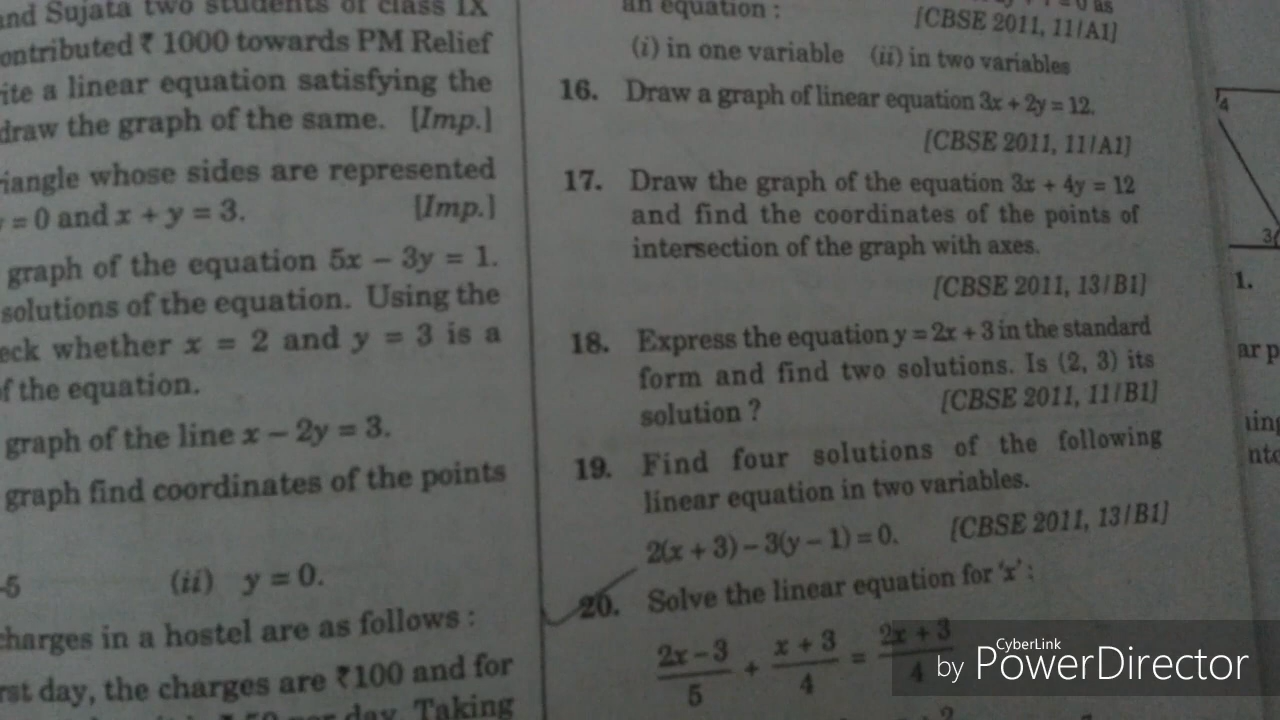 and Sujata two students of class IX
ontributed ₹ 1000 towards PM Relief
ite a linear equation satisfying the
draw the graph of the same. [Imp.]
riangle whose sides are represented
y = 0 and x + y = 3. [Imp.]
graph of the equation 5x – 3y = 1.
solutions of the equation. Using the
eck whether x = 2 and y = 3 is a
of the equation.
graph of the line x – 2y = 3.
graph find coordinates of the points
-5 (ii) y = 0.
charges in a hostel are as follows :
rst day, the charges are ₹100 and for
day. Taking
an equation : [CBSE 2011, 11/A1]
(i) in one variable (ii) in two variables
16. Draw a graph of linear equation 3x + 2y = 12.
[CBSE 2011, 11/A1]
17. Draw the graph of the equation 3x + 4y = 12
and find the coordinates of the points of
intersection of the graph with axes.
[CBSE 2011, 13/B1]
18. Express the equation y = 2x + 3 in the standard
form and find two solutions. Is (2, 3) its
solution ? [CBSE 2011, 11/B1]
19. Find four solutions of the following
linear equation in two variables.
2(x + 3) – 3(y – 1) = 0. [CBSE 2011, 13/B1]
20. Solve the linear equation for 'x' :
2x – 3 / 5 + x + 3 / 4 = 2x + 3 / 4
4
3
1.
ar p
CyberLink
by PowerDirector